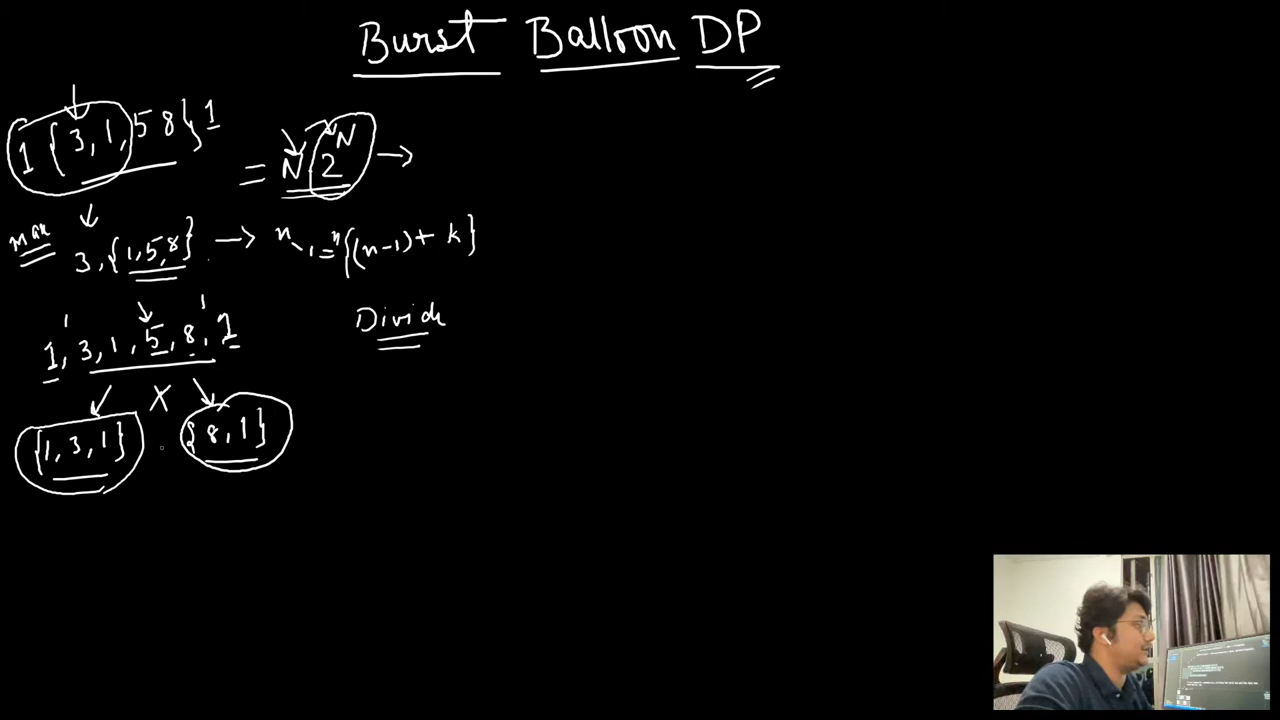 Burst Balloon DP
1 {3, 1, 5 8} 1
= N 2^N →
max
3, {1,5,8} →
1 1
1, 3, 1, 5, 8, 1
Divide
X
{1, 3, 1} {8, 1}